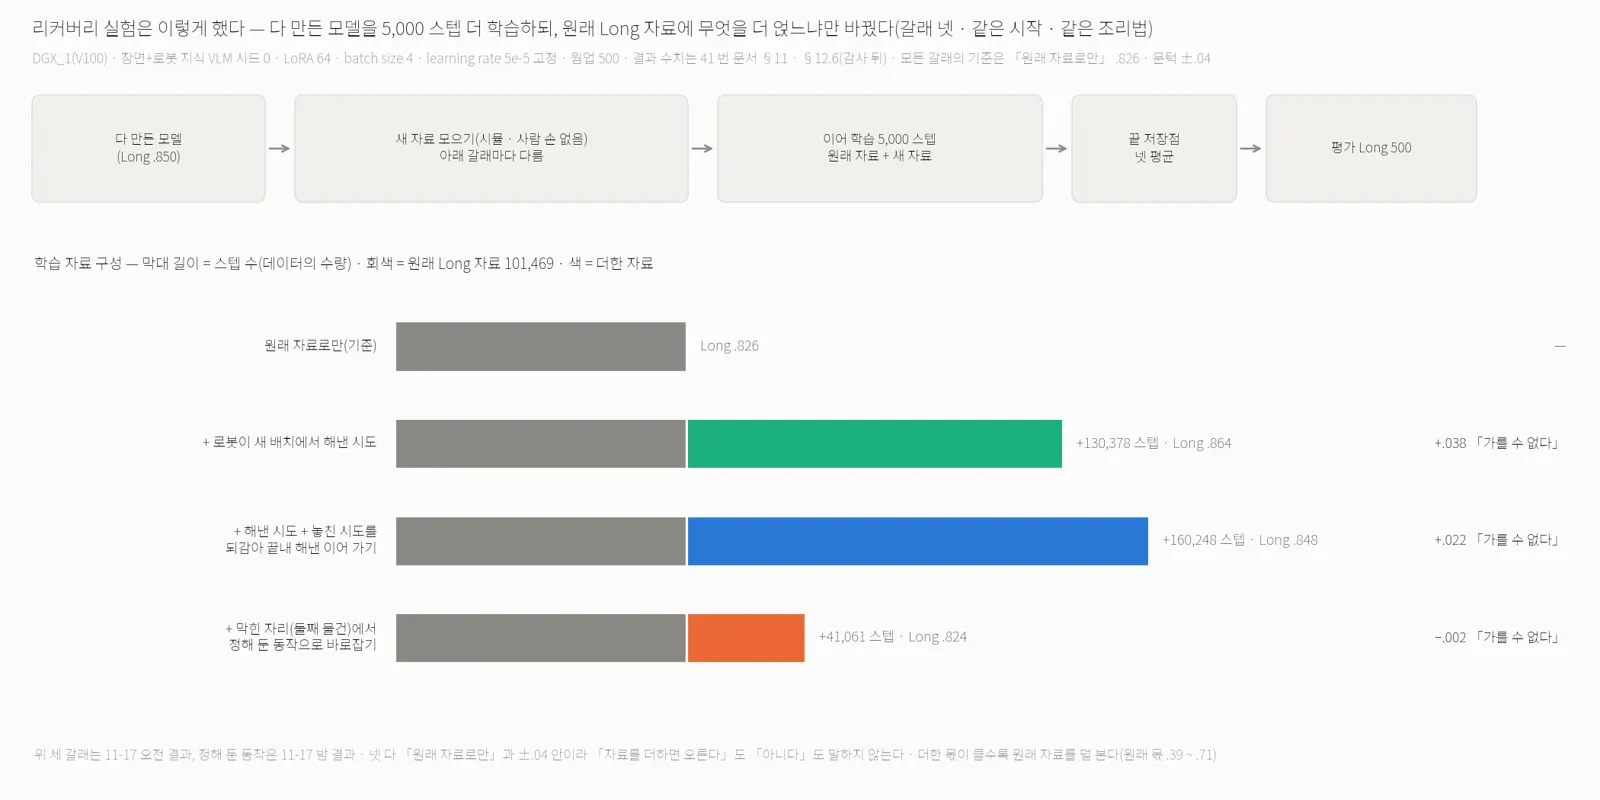 리커버리 실험은 이렇게 했다 — 다 만든 모델을 5,000 스텝 더 학습하되, 원래 Long 자료에 무엇을 더 얹느냐만 바꿨다(갈래 넷 · 같은 시작 · 같은 조리법)
DGX_1(V100) · 장면+로봇 지식 VLM 시드 0 · LoRA 64 · batch size 4 · learning rate 5e-5 고정 · 웜업 500 · 결과 수치는 41 번 문서 §11 · §12.6(감사 뒤) · 모든 갈래의 기준은 「원래 자료로만」 .826 · 문턱 ±.04
다 만든 모델
(Long .850)
새 자료 모으기(시뮬 · 사람 손 없음)
아래 갈래마다 다름
이어 학습 5,000 스텝
원래 자료 + 새 자료
끝 저장점
넷 평균
평가 Long 500
학습 자료 구성 — 막대 길이 = 스텝 수(데이터의 수량) · 회색 = 원래 Long 자료 101,469 · 색 = 더한 자료
원래 자료로만(기준)
Long .826
—
+ 로봇이 새 배치에서 해낸 시도
+130,378 스텝 · Long .864
+.038 「가를 수 없다」
+ 해낸 시도 + 놓친 시도를
되감아 끝내 해낸 이어 가기
+160,248 스텝 · Long .848
+.022 「가를 수 없다」
+ 막힌 자리(둘째 물건)에서
정해 둔 동작으로 바로잡기
+41,061 스텝 · Long .824
−.002 「가를 수 없다」
위 세 갈래는 11-17 오전 결과, 정해 둔 동작은 11-17 밤 결과 · 넷 다 「원래 자료로만」과 ±.04 안이라 「자료를 더하면 오른다」도 「아니다」도 말하지 않는다 · 더한 몫이 클수록 원래 자료를 덜 본다(원래 몫 .39 ~ .71)